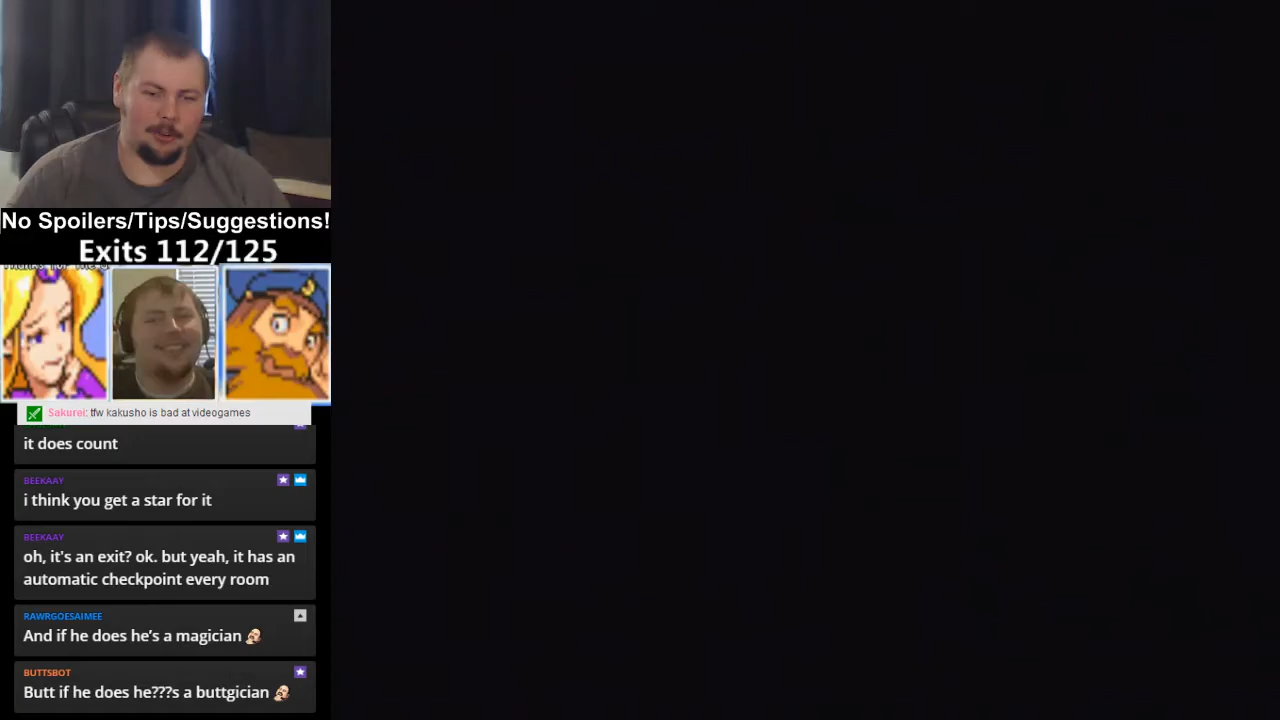 No Spoilers/Tips/Suggestions!
Exits 112/125
Sakurei: tfw kakusho is bad at videogames
it does count
BEEKAAY
i think you get a star for it
BEEKAAY
oh, it's an exit? ok. but yeah, it has an
automatic checkpoint every room
RAWRGOESAIMEE
And if he does he's a magician
BUTTSBOT
Butt if he does he???s a buttgician